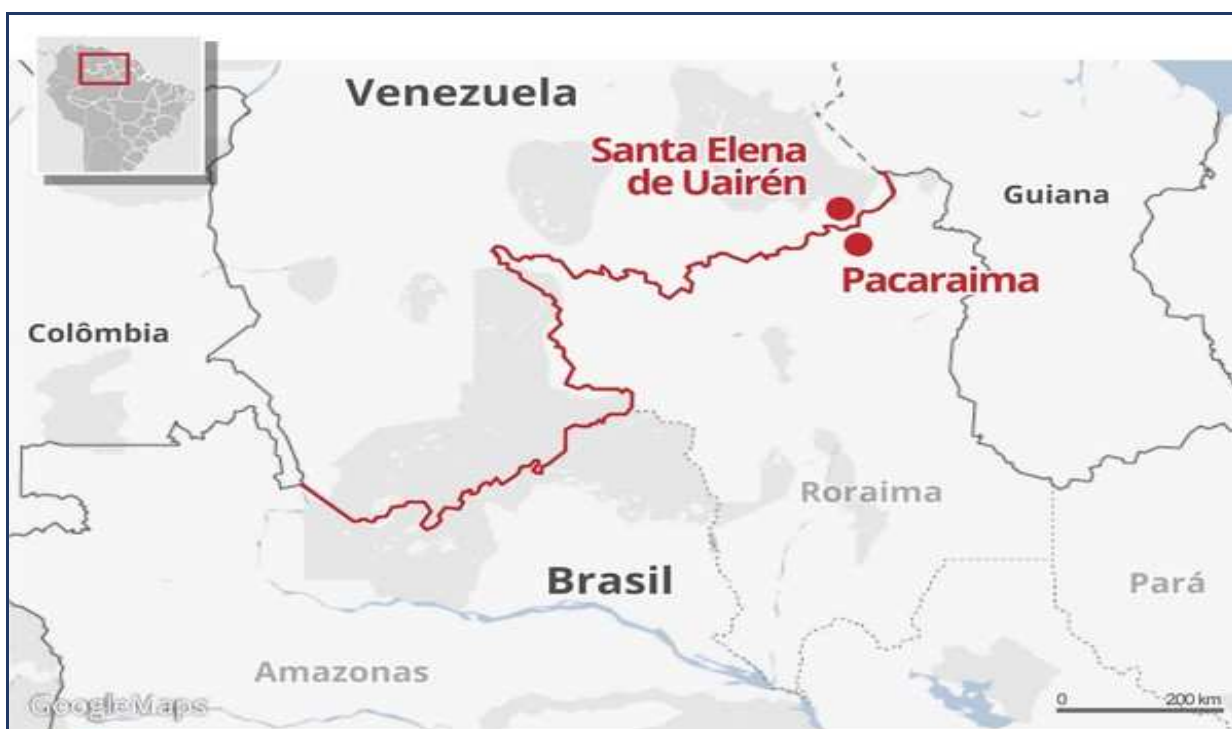 Venezuela
Santa Elena
de Uairén
Guiana
Pacaraima
Colômbia
Roraima
Brasil
Pará
Amazonas
Google Maps
0 200 km